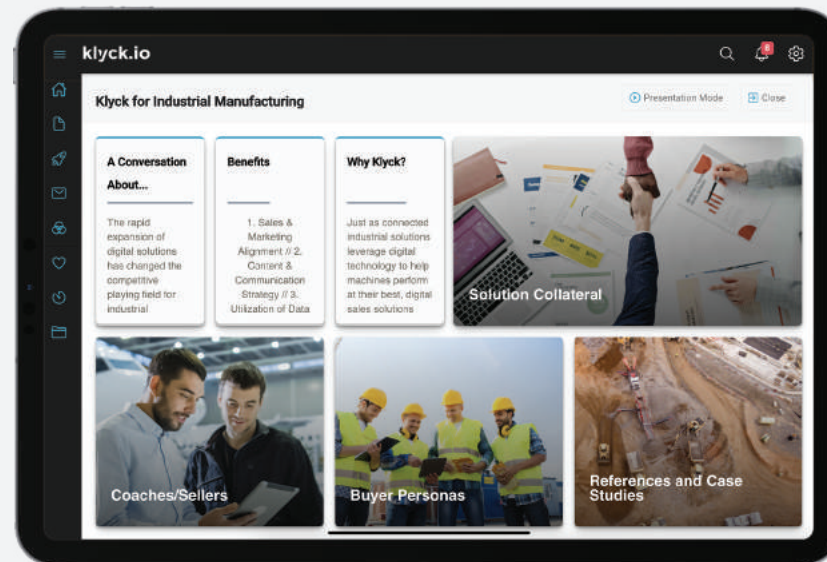 klyck.io
6
Klyck for Industrial Manufacturing
Presentation Mode
Close
A Conversation
About...
The rapid
expansion of
digital solutions
has changed the
competitive
playing field for
industrial
Benefits
1. Sales &
Marketing
Alignment // 2.
Content &
Communication
Strategy // 3.
Utilization of Data
Why Klyck?
Just as connected
industrial solutions
leverage digital
technology to help
machines perform
at their best, digital
sales solutions
Solution Collateral
Coaches/Sellers
Buyer Personas
References and Case
Studies